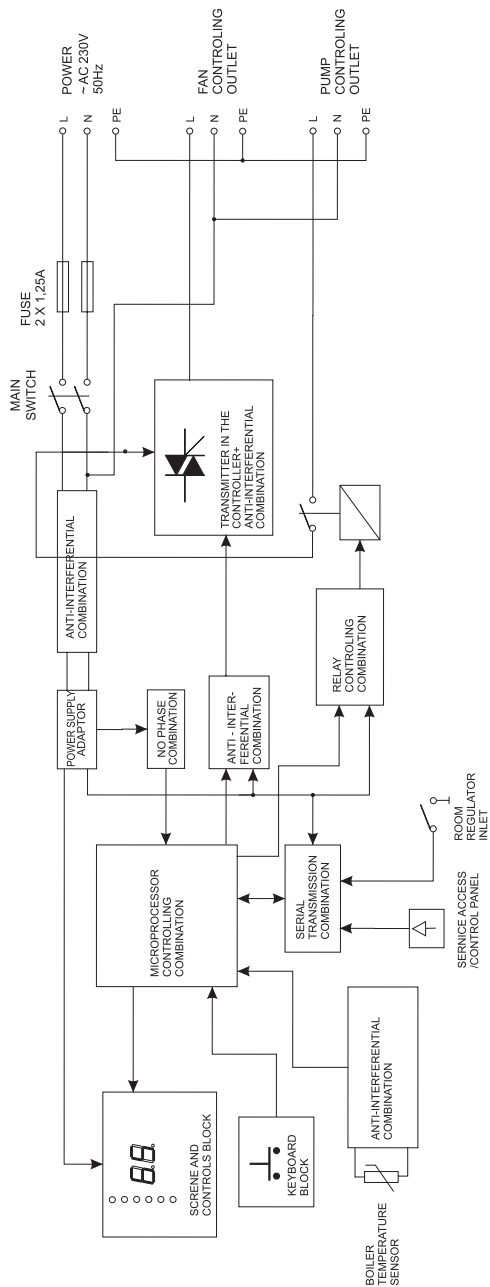 POWER
~ AC 230V
50Hz
L
N
PE
FAN
CONTROLING
OUTLET
L
N
PE
PUMP
CONTROLING
OUTLET
L
N
PE
FUSE
2 X 1,25A
MAIN
SWITCH
ANTI-INTERFERENTIAL
COMBINATION
TRANSMITTER IN THE
CONTROLLER+
ANTI-INTERFERENTIAL
COMBINATION
POWER SUPPLY
ADAPTOR
NO PHASE
COMBINATION
ANTI - INTER-
FERENTIAL
COMBINATION
RELAY
CONTROLING
COMBINATION
MICROPROCESSOR
CONTROLLING
COMBINATION
SERIAL
TRANSMISSION
COMBINATION
ROOM
REGULATOR
INLET
SERNICE ACCESS
/CONTROL PANEL
8.8.
SCRENE AND
CONTROLS BLOCK
KEYBOARD
BLOCK
ANTI-INTERFERENTIAL
COMBINATION
BOILER
TEMPERATURE
SENSOR